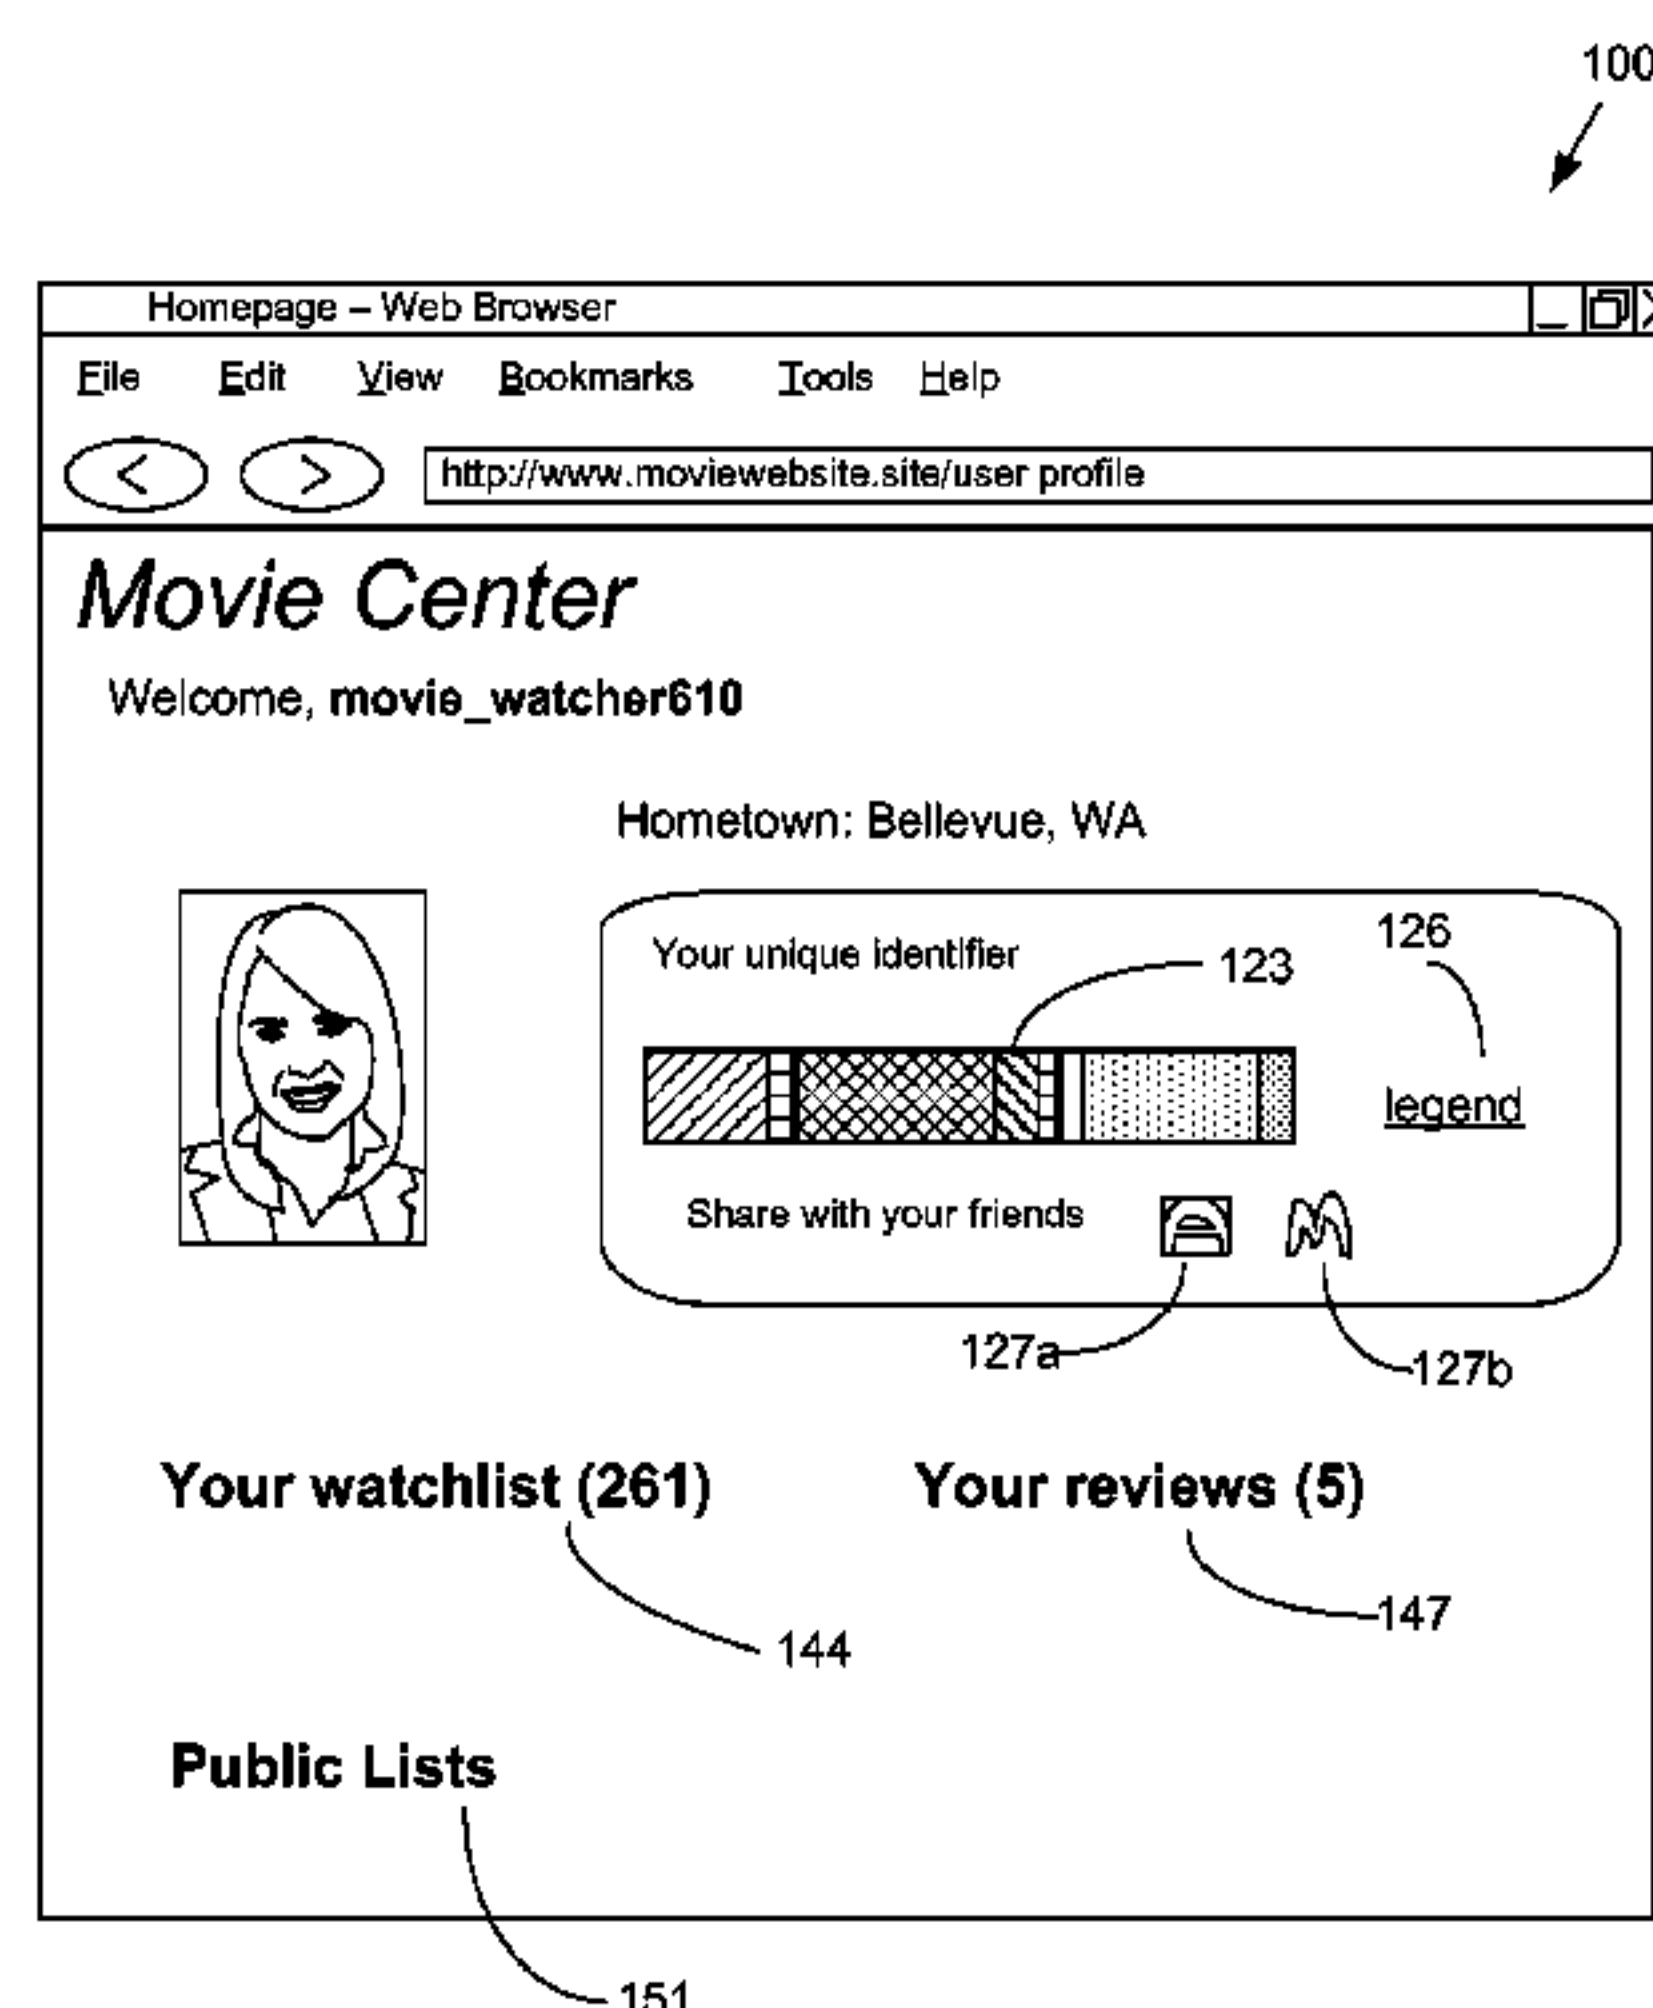 100
Homepage – Web Browser
File Edit View Bookmarks Tools Help
< > http://www.moviewebsite.site/user profile
Movie Center
Welcome, movie_watcher610
Hometown: Bellevue, WA
Your unique identifier 123 126
legend
Share with your friends
127a 127b
Your watchlist (261) Your reviews (5)
144 147
Public Lists
151